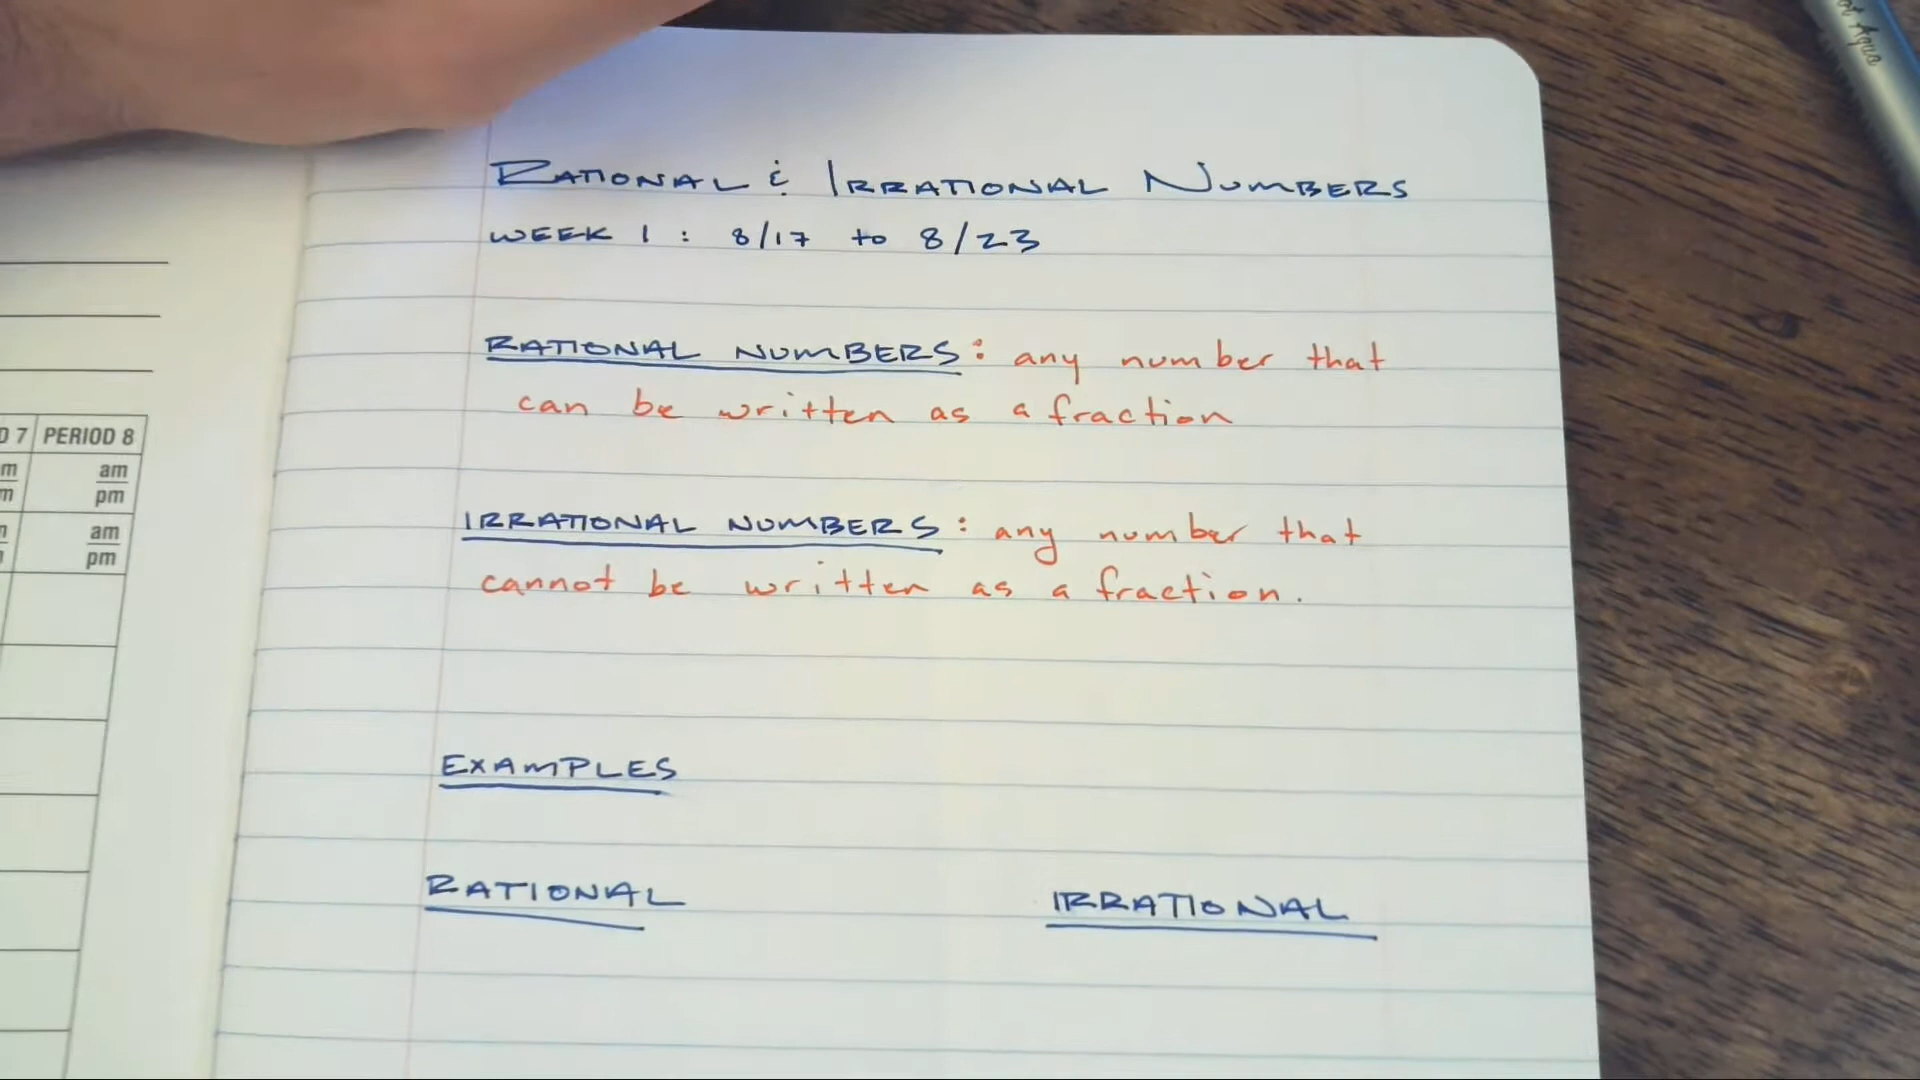 RATIONAL & IRRATIONAL NUMBERS
WEEK 1 : 8/17 to 8/23
RATIONAL NUMBERS: any number that
can be written as a fraction
IRRATIONAL NUMBERS: any number that
cannot be written as a fraction.
EXAMPLES
RATIONAL IRRATIONAL
7 PERIOD 8
am
pm
am
pm
Aqua